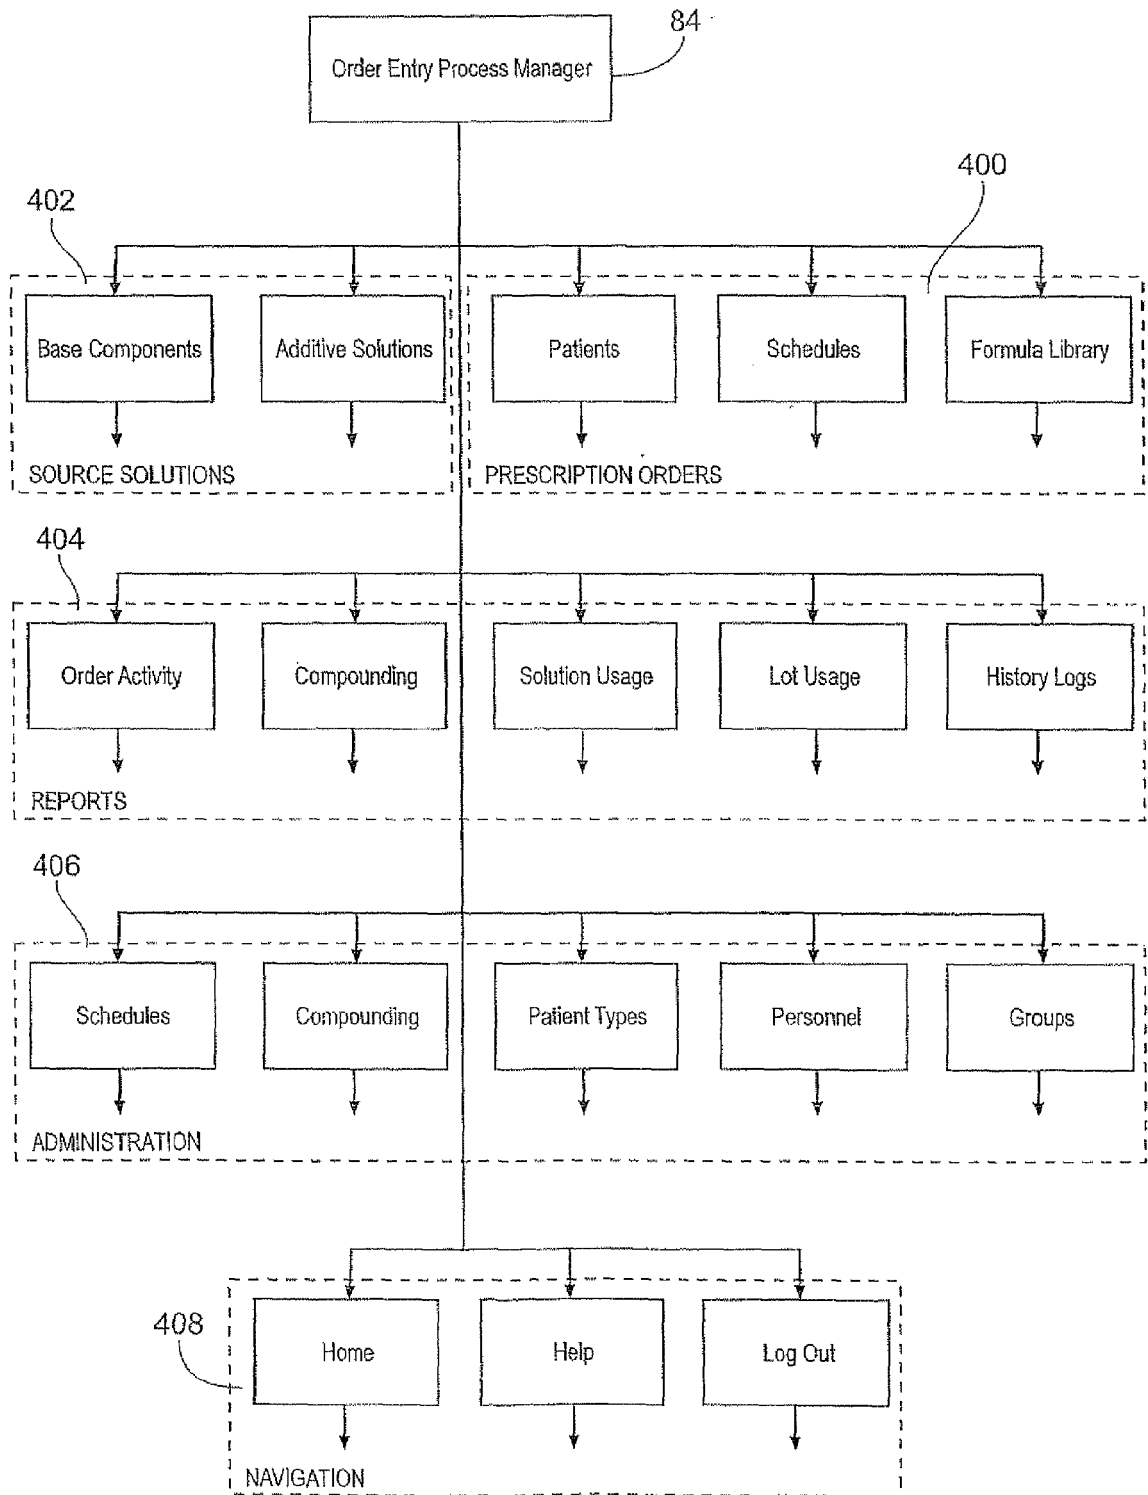 84
Order Entry Process Manager
400
402
Base Components
Additive Solutions
Patients
Schedules
Formula Library
SOURCE SOLUTIONS
PRESCRIPTION ORDERS
404
Order Activity
Compounding
Solution Usage
Lot Usage
History Logs
REPORTS
406
Schedules
Compounding
Patient Types
Personnel
Groups
ADMINISTRATION
408
Home
Help
Log Out
NAVIGATION